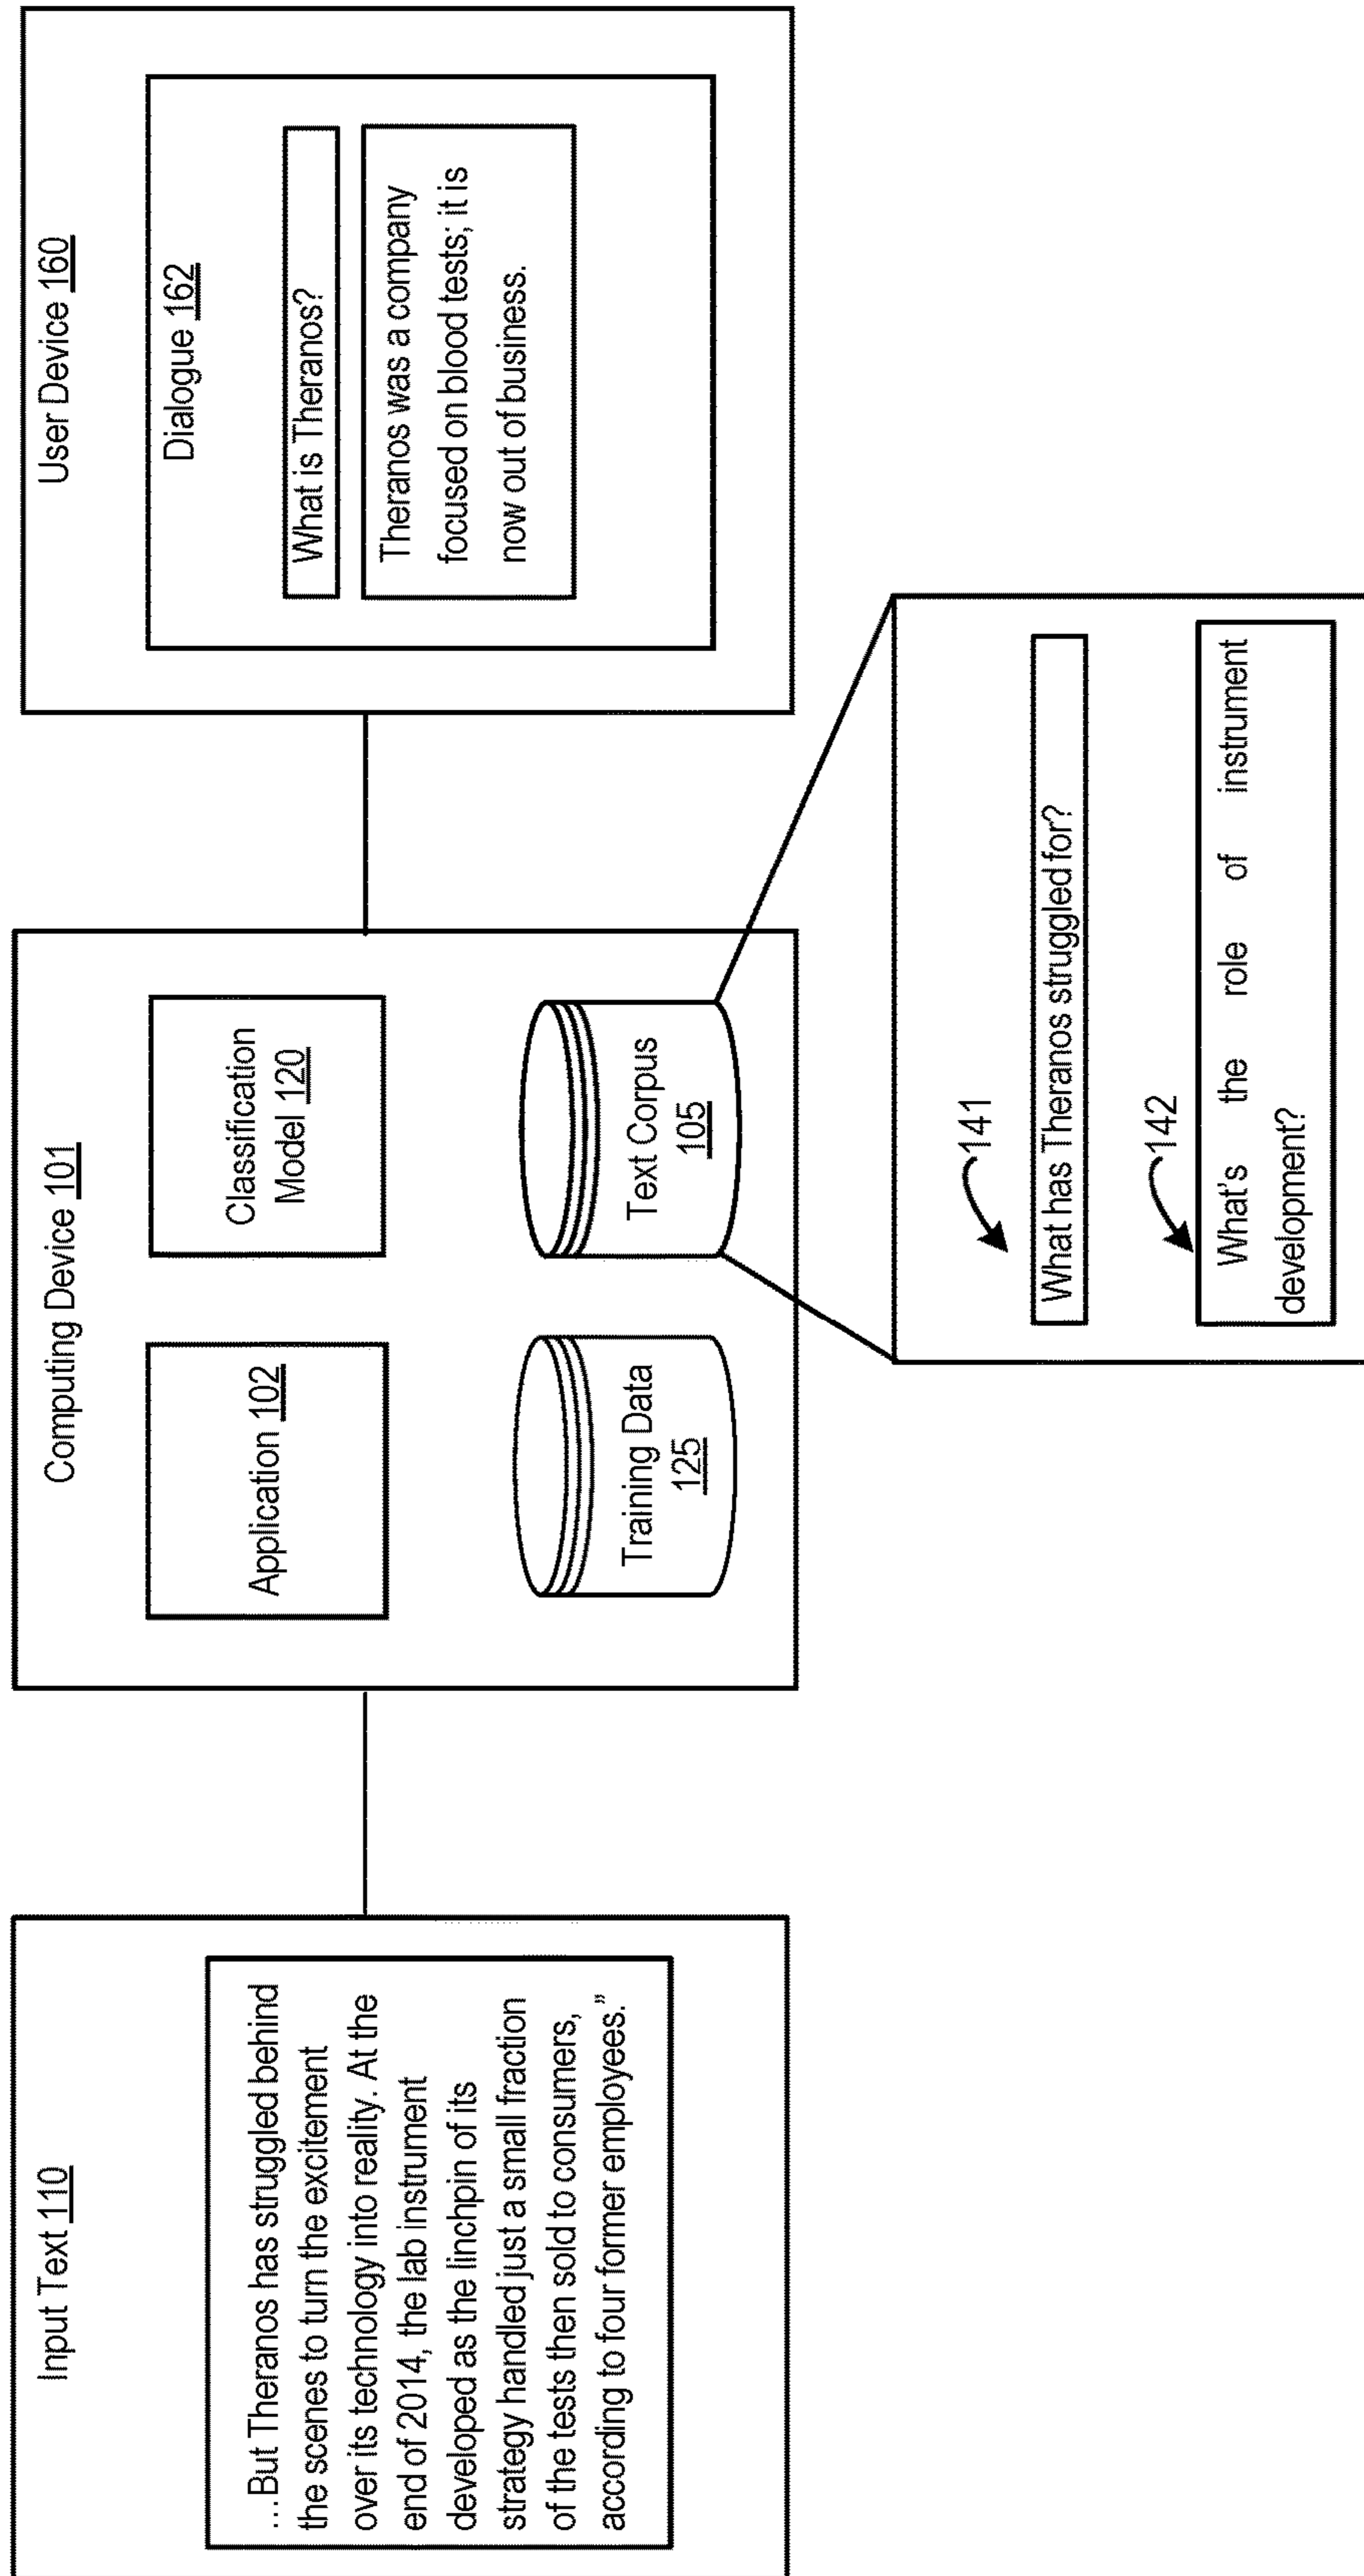 Input Text 110
…But Theranos has struggled behind
the scenes to turn the excitement
over its technology into reality. At the
end of 2014, the lab instrument
developed as the linchpin of its
strategy handled just a small fraction
of the tests then sold to consumers,
according to four former employees.”
Computing Device 101
Application 102
Classification
Model 120
Training Data
125
Text Corpus
105
User Device 160
Dialogue 162
What is Theranos?
Theranos was a company
focused on blood tests; it is
now out of business.
141
What has Theranos struggled for?
142
What's the role of instrument
development?